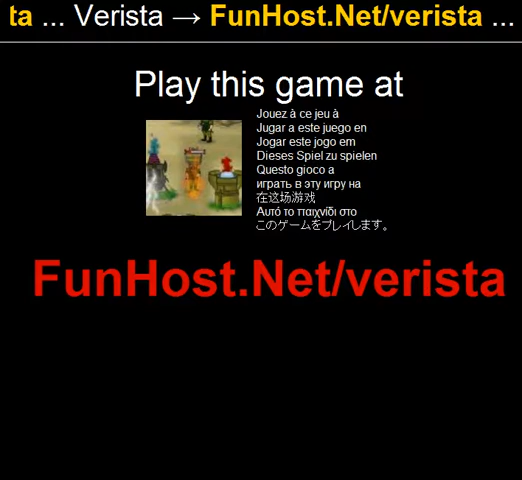 ta ... Verista → FunHost.Net/verista ...
Play this game at
Jouez à ce jeu à
Jugar a este juego en
Jogar este jogo em
Dieses Spiel zu spielen
Questo gioco a
играть в эту игру на
在这场游戏
Αυτό το παιχνίδι στο
このゲームをプレイします。
FunHost.Net/verista